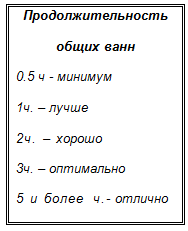 Продолжительность
общих ванн
0.5 ч - минимум
1ч. – лучше
2ч. – хорошо
3ч. – оптимально
5 и более ч.- отлично